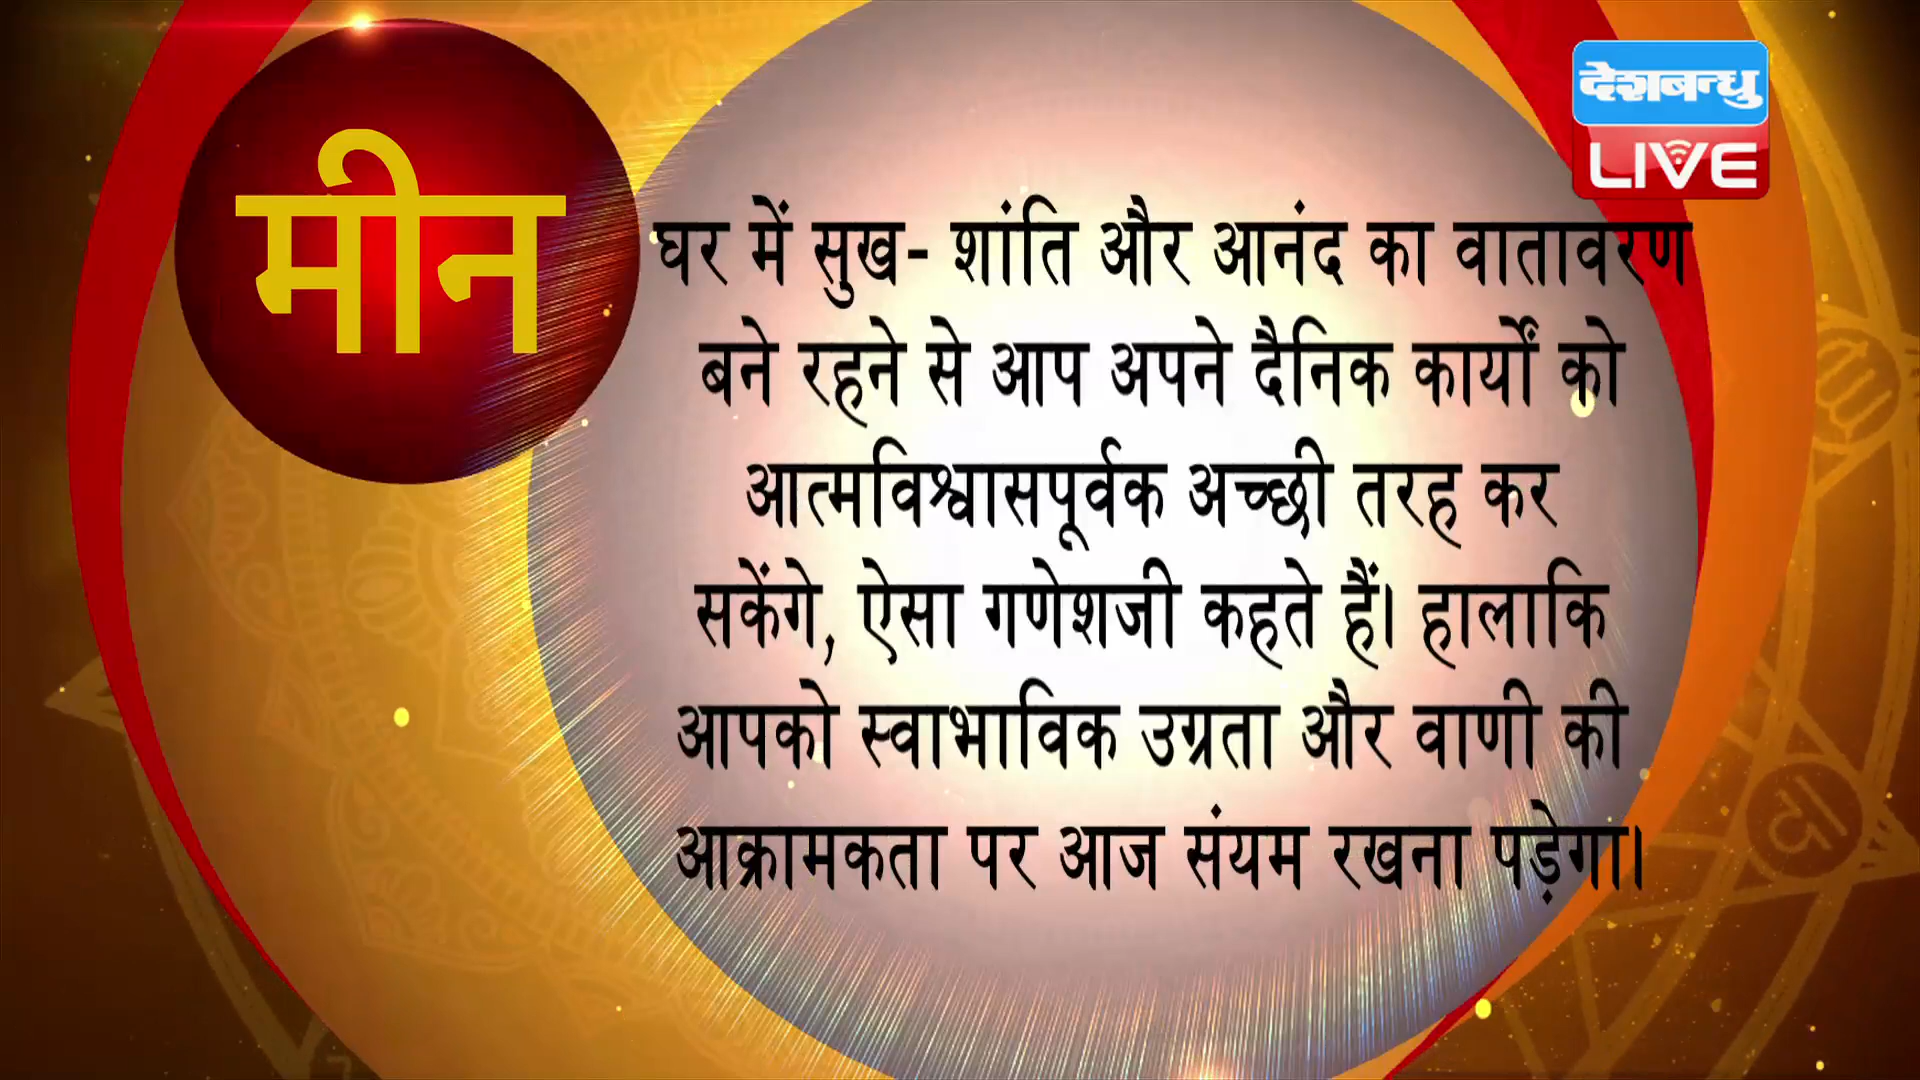 मीन
देशबन्धु
LIVE
घर में सुख- शांति और आनंद का वातावरण
बने रहने से आप अपने दैनिक कार्यों को
आत्मविश्वासपूर्वक अच्छी तरह कर
सकेंगे, ऐसा गणेशजी कहते हैं। हालाकि
आपको स्वाभाविक उग्रता और वाणी की
आक्रामकता पर आज संयम रखना पड़ेगा।